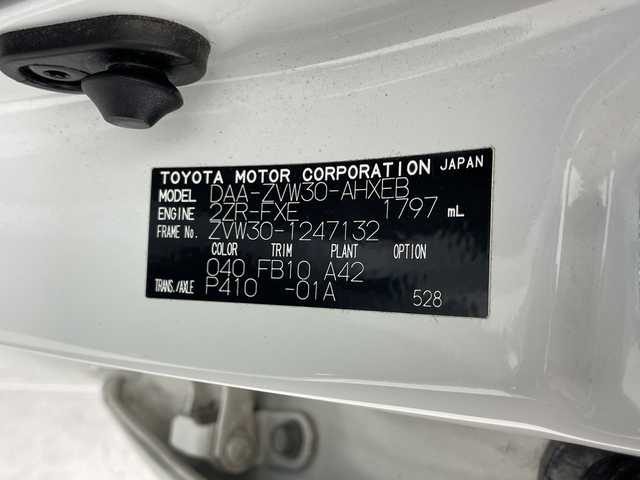 TOYOTA MOTOR CORPORATION JAPAN
MODEL DAA-ZVW30-AHXEB
ENGINE 2ZR-FXE 1797 mL
FRAME No. ZVW30-1247132
COLOR TRIM PLANT OPTION
040 FB10 A42
TRANS./AXLE P410 -01A 528